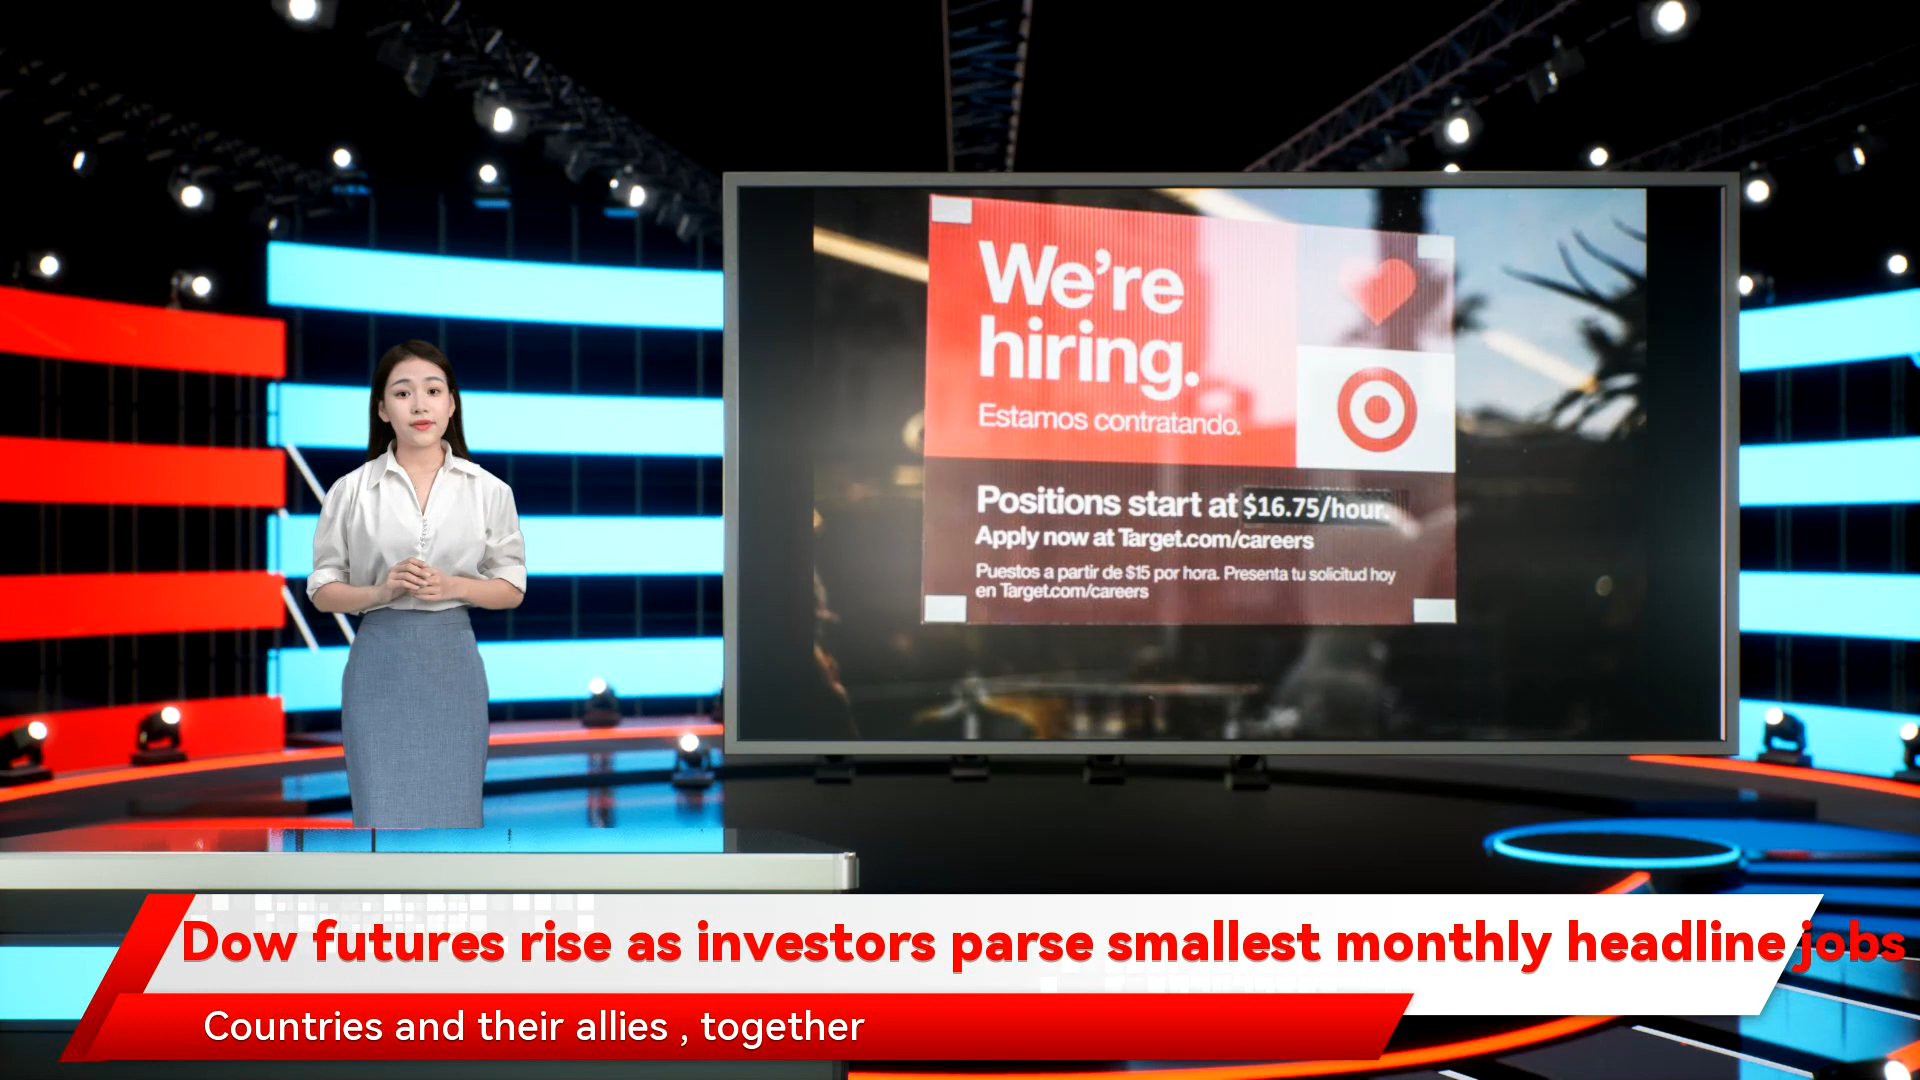 We're
hiring.
Estamos contratando.
Positions start at $16.75/hour.
Apply now at Target.com/careers
Puestos a partir de $15 por hora. Presenta tu solicitud hoy
en Target.com/careers
Dow futures rise as investors parse smallest monthly headline jobs
Countries and their allies , together